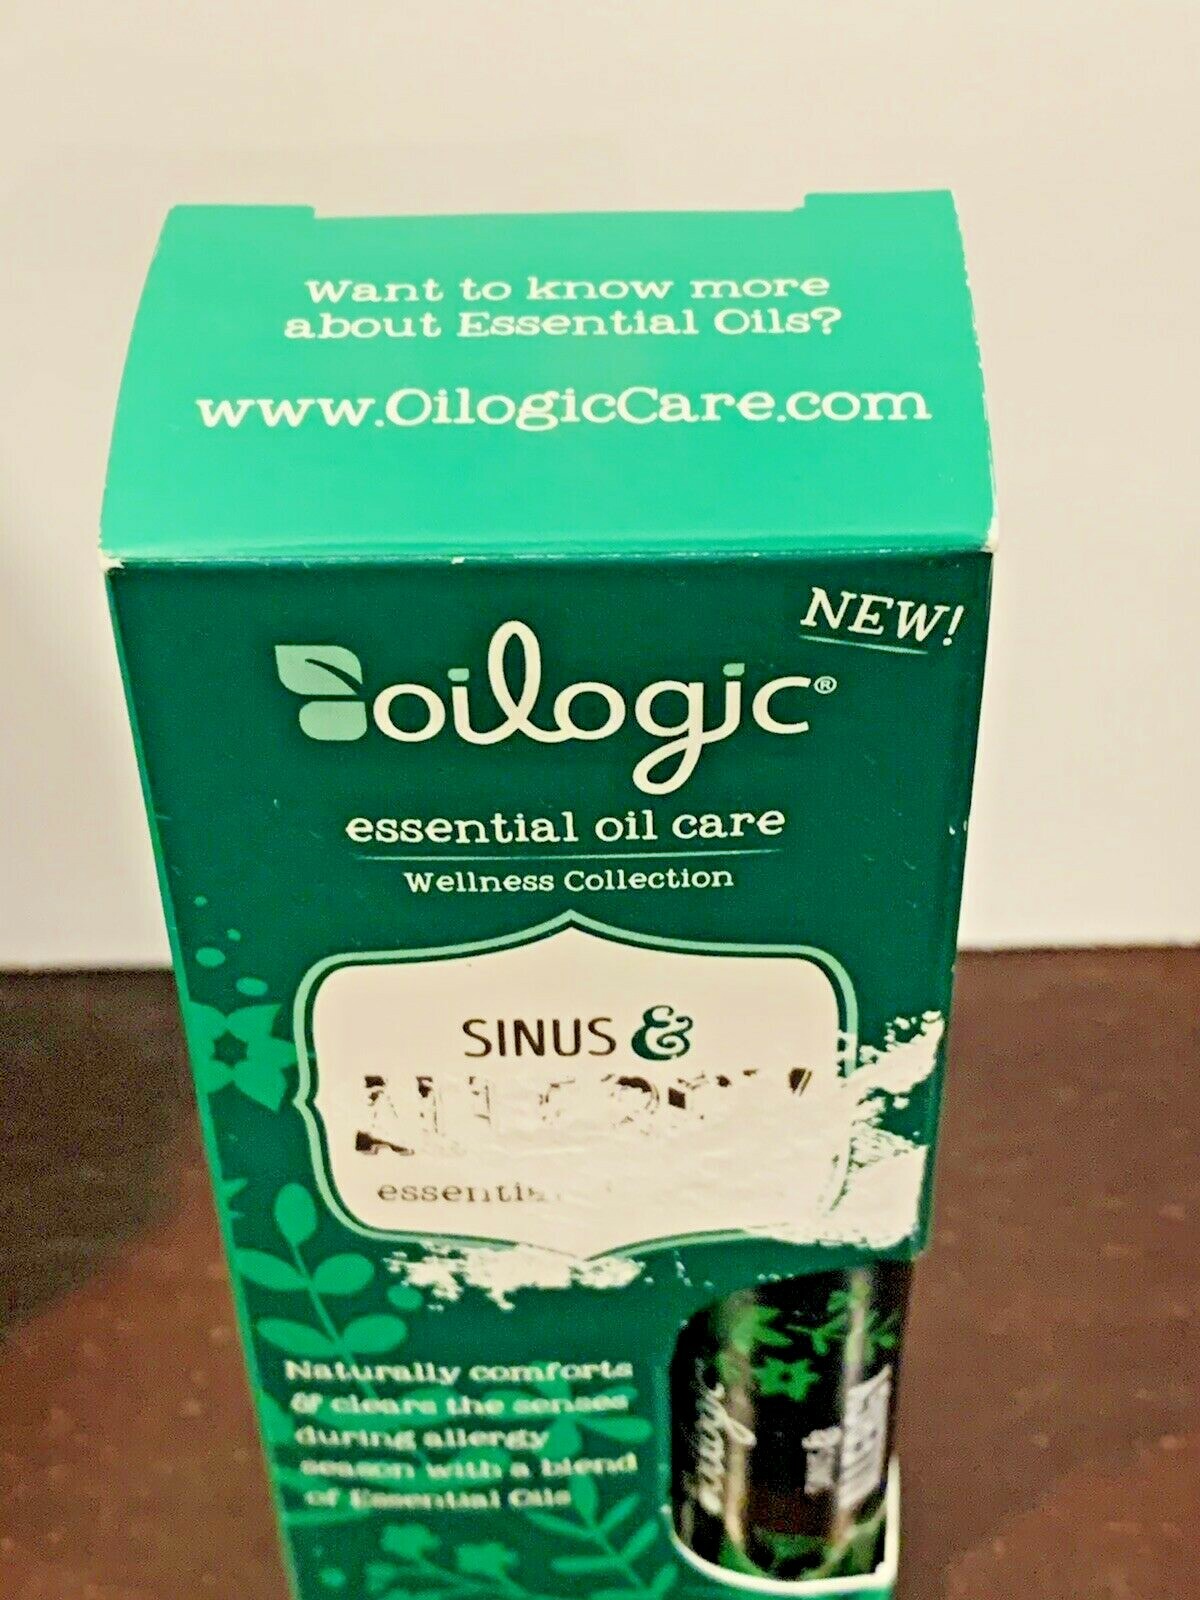 Want to know more
about Essential Oils?
www.OilogicCare.com
NEW!
oilogic®
essential oil care
Wellness Collection
SINUS &
Naturally comforts
& clears the senses
during allergy
season with a blend
of Essential Oils